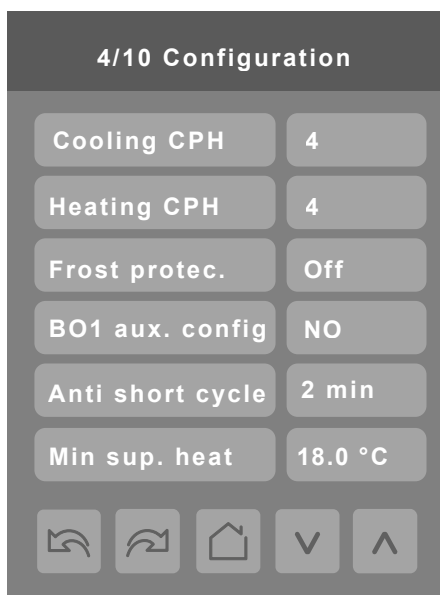 4/10 Configuration
Cooling CPH 4
Heating CPH 4
Frost protec. Off
BO1 aux. config NO
Anti short cycle 2 min
Min sup. heat 18.0 °C